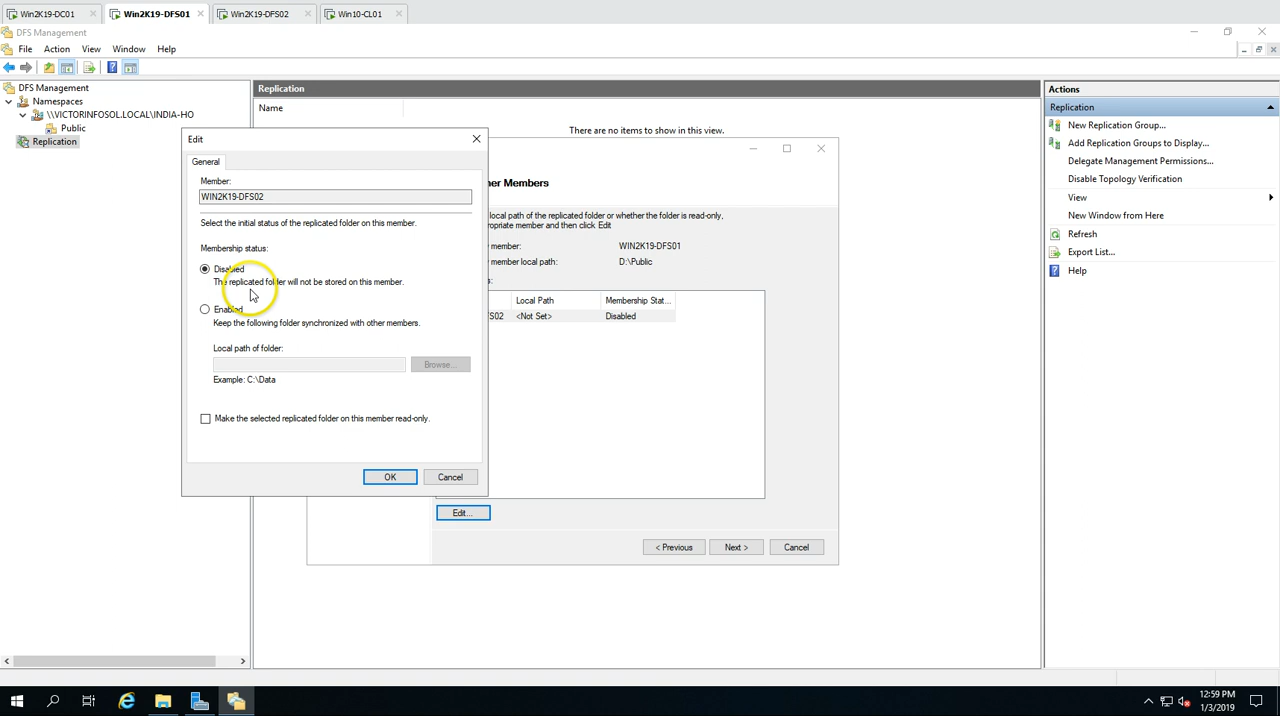 Win2K19-DC01
Win2K19-DFS01
Win2K19-DFS02
Win10-CL01
DFS Management
File Action View Window Help
DFS Management
Namespaces
\\VICTORINFOSOL.LOCAL\INDIA-HO
Public
Replication
Replication
Name
There are no items to show in this view.
Edit
General
Member:
WIN2K19-DFS02
Select the initial status of the replicated folder on this member.
Membership status:
Disabled
The replicated folder will not be stored on this member.
Enabled
Keep the following folder synchronized with other members.
Local path of folder:
Browse...
Example: C:\Data
Make the selected replicated folder on this member read-only.
OK Cancel
Members
local path of the replicated folder or whether the folder is read-only,
member and then click Edit
member: WIN2K19-DFS01
member local path: D:\Public
Local Path Membership Stat...
<Not Set> Disabled
Edit...
< Previous Next > Cancel
Actions
Replication
New Replication Group...
Add Replication Groups to Display...
Delegate Management Permissions...
Disable Topology Verification
View
New Window from Here
Refresh
Export List...
Help
12:59 PM
1/3/2019